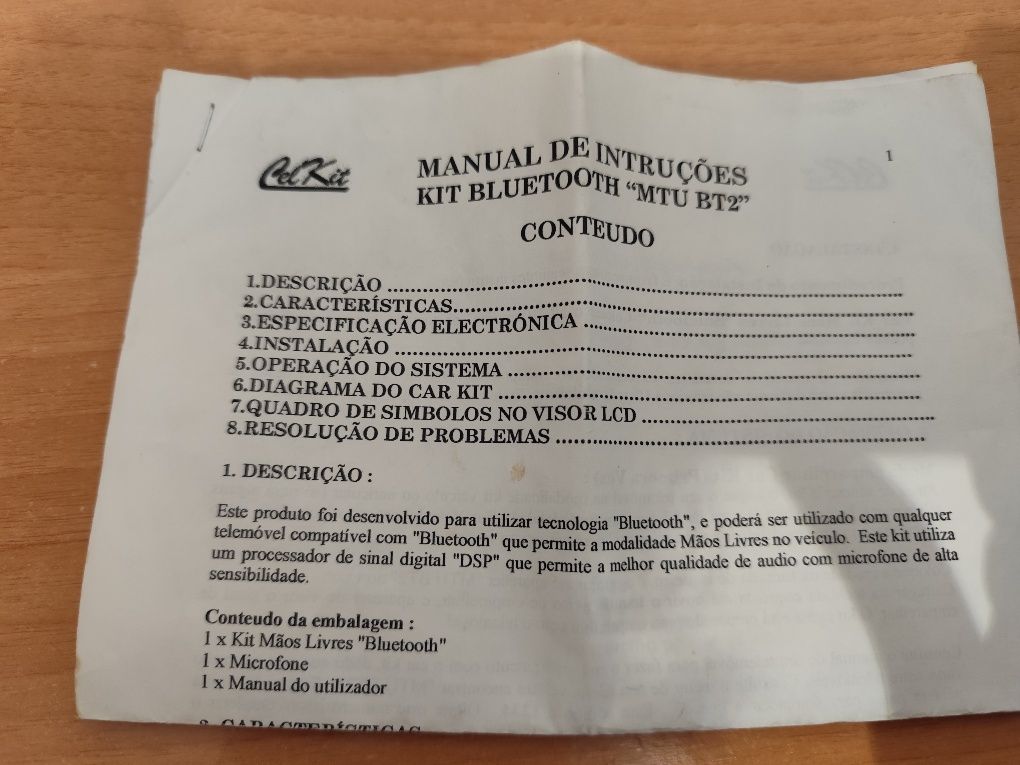 CelKit
MANUAL DE INTRUÇÕES
1
KIT BLUETOOTH “MTU BT2”
CONTEUDO
1.DESCRIÇÃO ................................................................
2.CARACTERÍSTICAS................................................................
3.ESPECIFICAÇÃO ELECTRÓNICA ................................................................
4.INSTALAÇÃO ................................................................
5.OPERAÇÃO DO SISTEMA ................................................................
6.DIAGRAMA DO CAR KIT ................................................................
7.QUADRO DE SIMBOLOS NO VISOR LCD ................................................................
8.RESOLUÇÃO DE PROBLEMAS ................................................................
1. DESCRIÇÃO :
Este produto foi desenvolvido para utilizar tecnologia "Bluetooth", e poderá ser utilizado com qualquer
telemóvel compatível com "Bluetooth" que permite a modalidade Mãos Livres no veículo. Este kit utiliza
um processador de sinal digital "DSP" que permite a melhor qualidade de audio com microfone de alta
sensibilidade.
Conteudo da embalagem :
1 x Kit Mãos Livres "Bluetooth"
1 x Microfone
1 x Manual do utilizador
2. CARACTERÍSTICAS